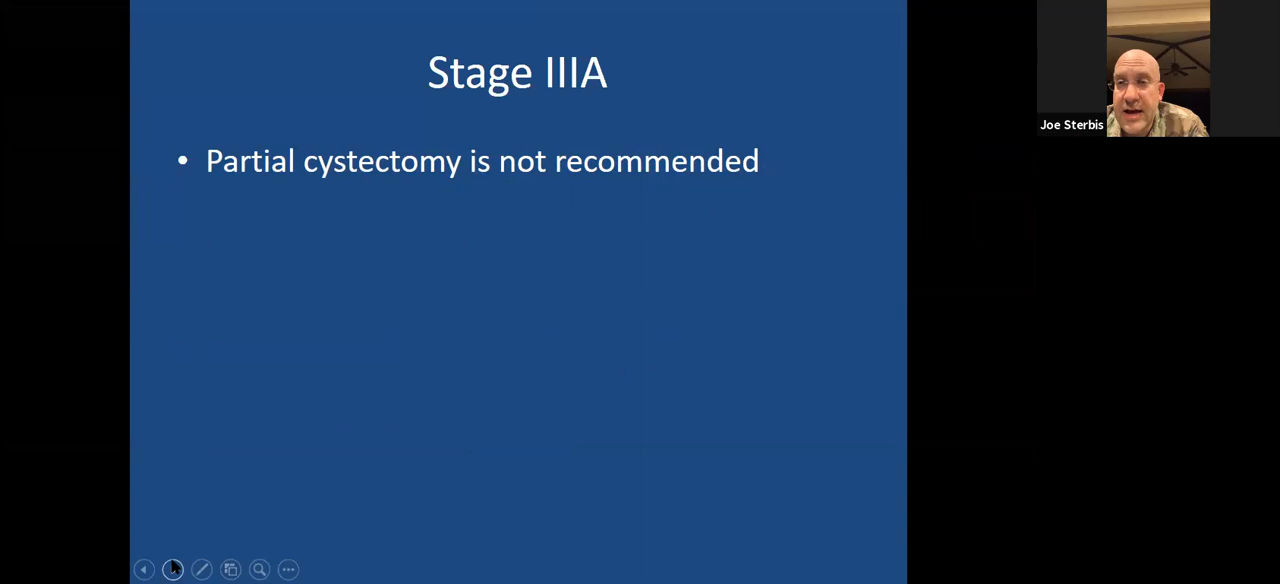 Stage IIIA
• Partial cystectomy is not recommended
Joe Sterbis